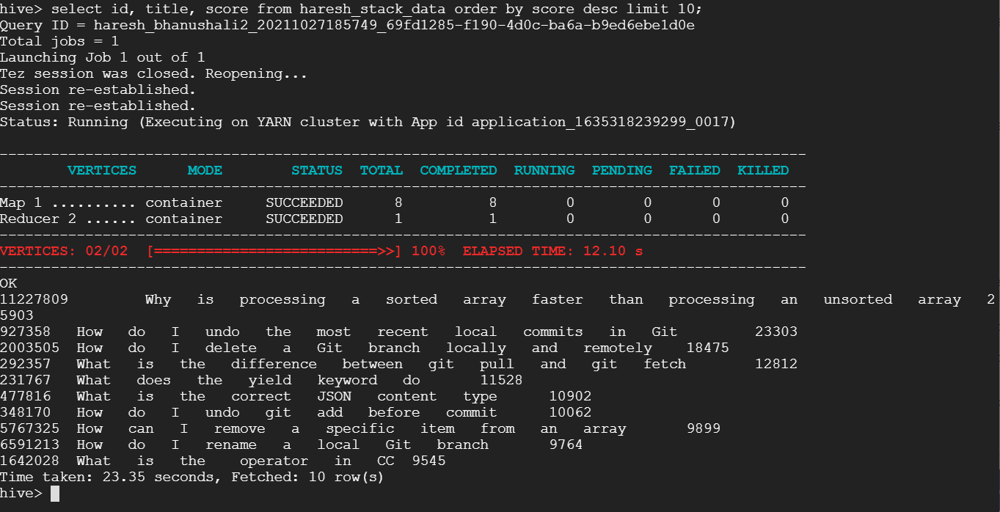 hive> select id, title, score from haresh_stack_data order by score desc limit 10;
Query ID = haresh_bhanushali2_20211027185749_69fd1285-f190-4d0c-ba6a-b9ed6ebe1d0e
Total jobs = 1
Launching Job 1 out of 1
Tez session was closed. Reopening...
Session re-established.
Session re-established.
Status: Running (Executing on YARN cluster with App id application_1635318239299_0017)
----------------------------------------------------------------------------------------------
        VERTICES      MODE        STATUS  TOTAL  COMPLETED  RUNNING  PENDING  FAILED  KILLED
----------------------------------------------------------------------------------------------
Map 1 .......... container     SUCCEEDED      8          8        0        0       0       0
Reducer 2 ...... container     SUCCEEDED      1          1        0        0       0       0
----------------------------------------------------------------------------------------------
VERTICES: 02/02  [==========================>>] 100%  ELAPSED TIME: 12.10 s
----------------------------------------------------------------------------------------------
OK
11227809         Why   is   processing   a   sorted   array   faster   than   processing   an   unsorted   array   2
5903
927358   How   do   I   undo   the   most   recent   local   commits   in   Git         23303
2003505  How   do   I   delete   a   Git   branch   locally   and   remotely    18475
292357   What   is   the   difference   between   git   pull   and   git   fetch        12812
231767   What   does   the   yield   keyword   do       11528
477816   What   is   the   correct   JSON   content   type      10902
348170   How   do   I   undo   git   add   before   commit      10062
5767325  How   can   I   remove   a   specific   item   from   an   array       9899
6591213  How   do   I   rename   a   local   Git   branch       9764
1642028  What   is   the    operator   in   CC  9545
Time taken: 23.35 seconds, Fetched: 10 row(s)
hive>